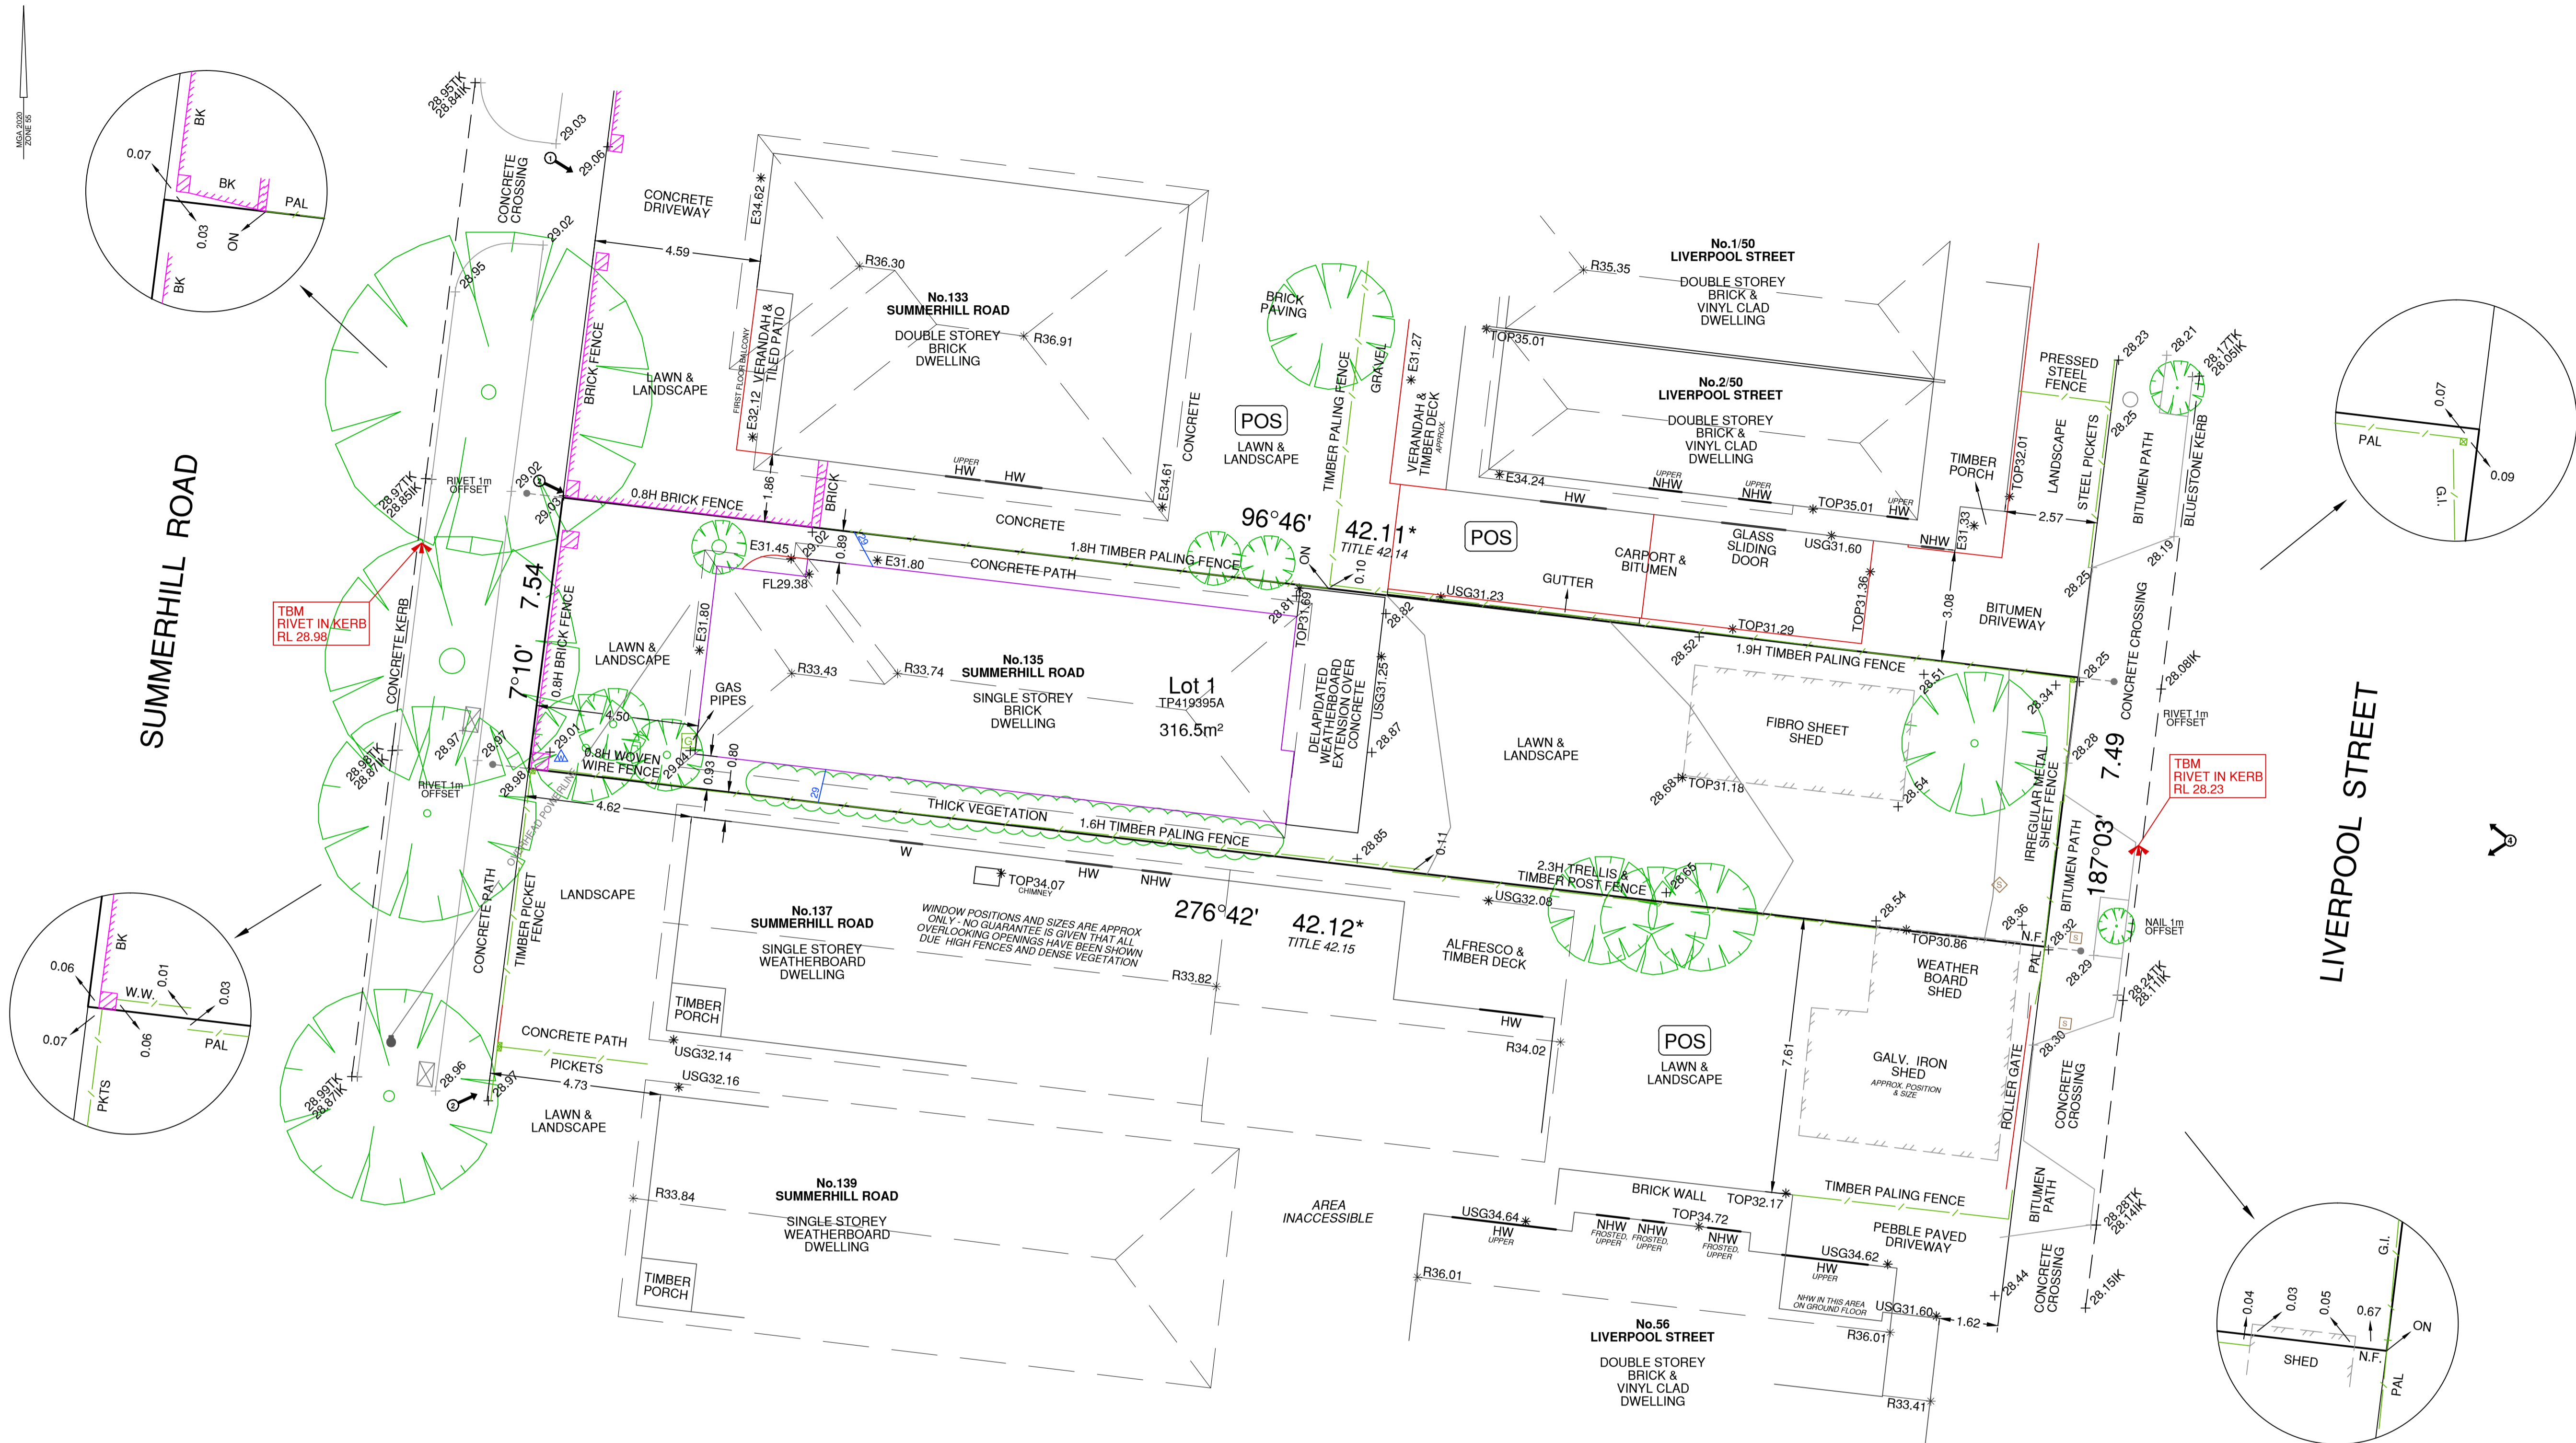 MGA 2020
ZONE 55
SUMMERHILL ROAD
LIVERPOOL STREET
0.07
BK
BK
PAL
0.03
ON
BK
28.95TK
28.84IK
29.03
29.06
1
CONCRETE
CROSSING
29.02
28.95
CONCRETE
DRIVEWAY
4.59
E34.62
R36.30
No.133
SUMMERHILL ROAD
DOUBLE STOREY
BRICK
DWELLING
R36.91
BRICK FENCE
LAWN &
LANDSCAPE
FIRST FLOOR BALCONY
E32.12
VERANDAH &
TILED PATIO
CONCRETE
E34.61
UPPER
HW
HW
1.86
BRICK
CONCRETE
0.8H BRICK FENCE
28.97TK
28.85IK
RIVET 1m
OFFSET
29.02
29.03
BRICK
PAVING
POS
LAWN &
LANDSCAPE
TIMBER PALING FENCE
GRAVEL
E31.27
VERANDAH &
TIMBER DECK
APPROX.
No.1/50
LIVERPOOL STREET
DOUBLE STOREY
BRICK &
VINYL CLAD
DWELLING
R35.35
TOP35.01
No.2/50
LIVERPOOL STREET
DOUBLE STOREY
BRICK &
VINYL CLAD
DWELLING
E34.24
UPPER
NHW
UPPER
NHW
TOP35.01
UPPER
HW
HW
TIMBER
PORCH
TOP32.01
E31.33
2.57
PRESSED
STEEL
FENCE
LANDSCAPE
STEEL PICKETS
28.23
28.21
28.17TK
28.05IK
28.25
BITUMEN PATH
BLUESTONE KERB
28.19
28.25
0.07
PAL
G.I.
0.09
96°46'
42.11*
TITLE 42.14
ON
0.10
POS
CARPORT &
BITUMEN
GLASS
SLIDING
DOOR
USG31.60
NHW
GUTTER
USG31.23
TOP31.36
TOP31.29
3.08
BITUMEN
DRIVEWAY
1.9H TIMBER PALING FENCE
CONCRETE CROSSING
28.08IK
28.25
RIVET 1m
OFFSET
TBM
RIVET IN KERB
RL 28.98
CONCRETE KERB
7°10'
7.54
0.8H BRICK FENCE
LAWN &
LANDSCAPE
E31.45
29.02
0.89
29
E31.80
FL29.38
CONCRETE PATH
1.8H TIMBER PALING FENCE
E31.80
R33.43
R33.74
No.135
SUMMERHILL ROAD
SINGLE STOREY
BRICK
DWELLING
Lot 1
TP419395A
316.5m²
28.81
TOP31.69
28.82
DELAPIDATED
WEATHERBOARD
EXTENSION OVER
CONCRETE
USG31.25
28.87
LAWN &
LANDSCAPE
28.52
28.51
28.34
FIBRO SHEET
SHED
28.68
TOP31.18
28.54
28.28
7.49
187°03'
IRREGULAR METAL
SHEET FENCE
BITUMEN PATH
TBM
RIVET IN KERB
RL 28.23
4
GAS
PIPES
4.50
G
29.01
W
0.8H WOVEN
WIRE FENCE
29.04
0.93
0.80
28.98TK
28.87IK
28.97
28.97
28.98
RIVET 1m
OFFSET
OVERHEAD POWERLINE
4.62
29
THICK VEGETATION
1.6H TIMBER PALING FENCE
28.85
0.11
2.3H TRELLIS &
TIMBER POST FENCE
28.65
USG32.08
28.54
TOP30.86
28.36
N.F.
28.32
S
S
S
NAIL 1m
OFFSET
28.29
28.24TK
28.11IK
W
HW
NHW
TOP34.07
CHIMNEY
276°42'
42.12*
TITLE 42.15
WINDOW POSITIONS AND SIZES ARE APPROX
ONLY - NO GUARANTEE IS GIVEN THAT ALL
OVERLOOKING OPENINGS HAVE BEEN SHOWN
DUE HIGH FENCES AND DENSE VEGETATION
LANDSCAPE
No.137
SUMMERHILL ROAD
SINGLE STOREY
WEATHERBOARD
DWELLING
R33.82
ALFRESCO &
TIMBER DECK
HW
R34.02
CONCRETE PATH
TIMBER PICKET
FENCE
TIMBER
PORCH
CONCRETE PATH
PICKETS
USG32.14
USG32.16
4.73
28.99TK
28.87IK
28.96
28.97
2
LAWN &
LANDSCAPE
BK
0.06
W.W.
0.01
0.03
0.07
0.06
PAL
PKTS
POS
LAWN &
LANDSCAPE
7.61
WEATHER
BOARD
SHED
PAL
GALV. IRON
SHED
APPROX. POSITION
& SIZE
ROLLER GATE
28.30
CONCRETE
CROSSING
BITUMEN
PATH
28.28TK
28.14IK
No.139
SUMMERHILL ROAD
SINGLE STOREY
WEATHERBOARD
DWELLING
R33.84
TIMBER
PORCH
AREA
INACCESSIBLE
BRICK WALL
TOP32.17
TIMBER PALING FENCE
PEBBLE PAVED
DRIVEWAY
USG34.64
HW
UPPER
NHW
FROSTED,
UPPER
NHW
FROSTED,
UPPER
TOP34.72
NHW
FROSTED,
UPPER
USG34.62
HW
UPPER
NHW IN THIS AREA
ON GROUND FLOOR
USG31.60
1.62
28.44
CONCRETE
CROSSING
28.15IK
R36.01
R36.01
No.56
LIVERPOOL STREET
DOUBLE STOREY
BRICK &
VINYL CLAD
DWELLING
R33.41
0.04
0.03
0.05
0.67
G.I.
ON
SHED
N.F.
PAL